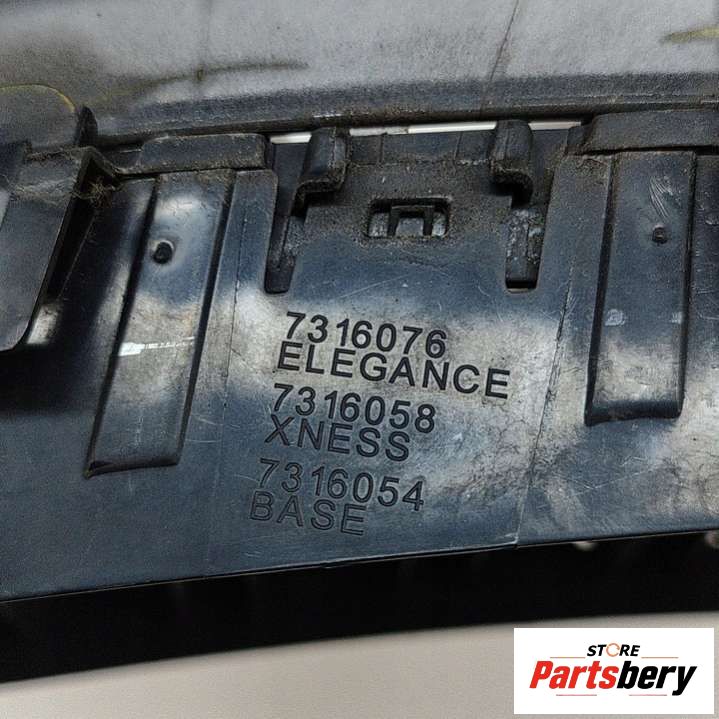 7316076
ELEGANCE
7316058
XNESS
7316054
BASE
STORE
Partsbery